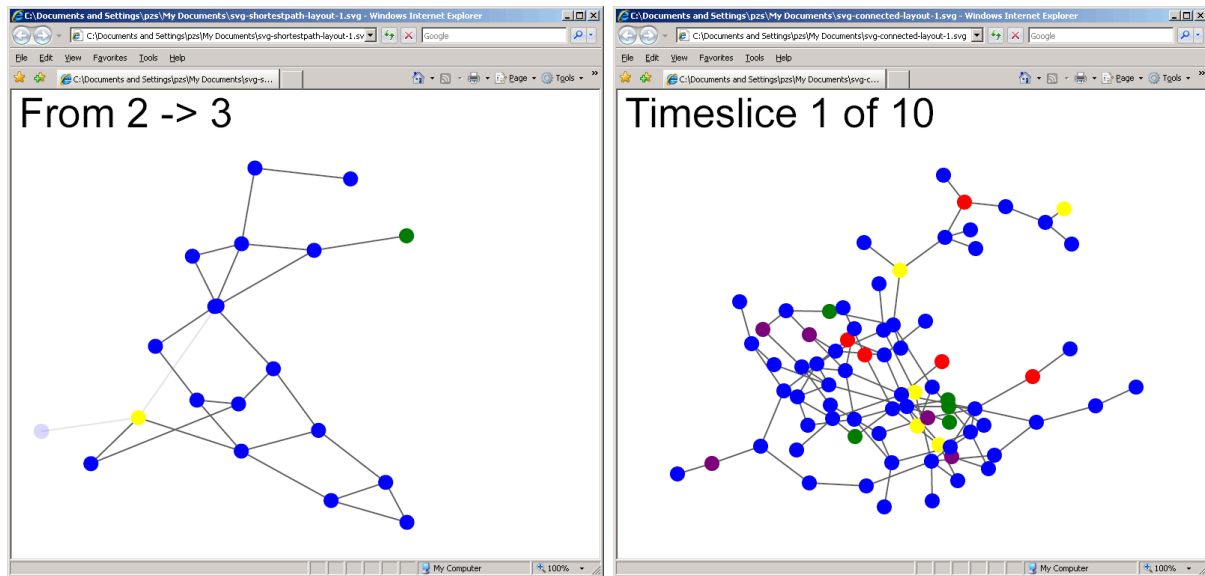 C:\Documents and Settings\pzs\My Documents\svg-shortestpath-layout-1.svg - Windows Internet Explorer
C:\Documents and Settings\pzs\My Documents\svg-shortestpath-layout-1.sv
Google
File Edit View Favorites Tools Help
C:\Documents and Settings\pzs\My Documents\svg-s...
Page Tools »
From 2 -> 3
My Computer
100%
C:\Documents and Settings\pzs\My Documents\svg-connected-layout-1.svg - Windows Internet Explorer
C:\Documents and Settings\pzs\My Documents\svg-connected-layout-1.svg
Google
File Edit View Favorites Tools Help
C:\Documents and Settings\pzs\My Documents\svg-c...
Page Tools »
Timeslice 1 of 10
My Computer
100%